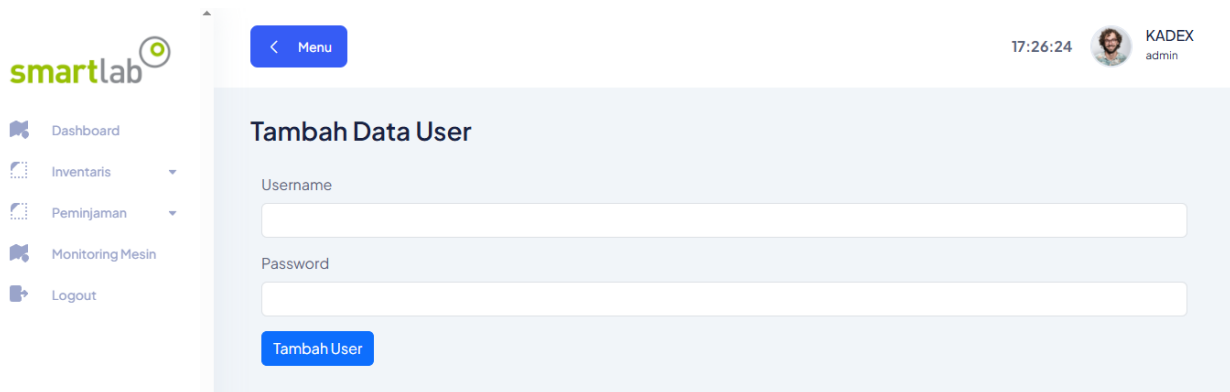 smartlab
Dashboard
Inventaris
Peminjaman
Monitoring Mesin
Logout
Menu
17:26:24
KADEX
admin
Tambah Data User
Username
Password
Tambah User